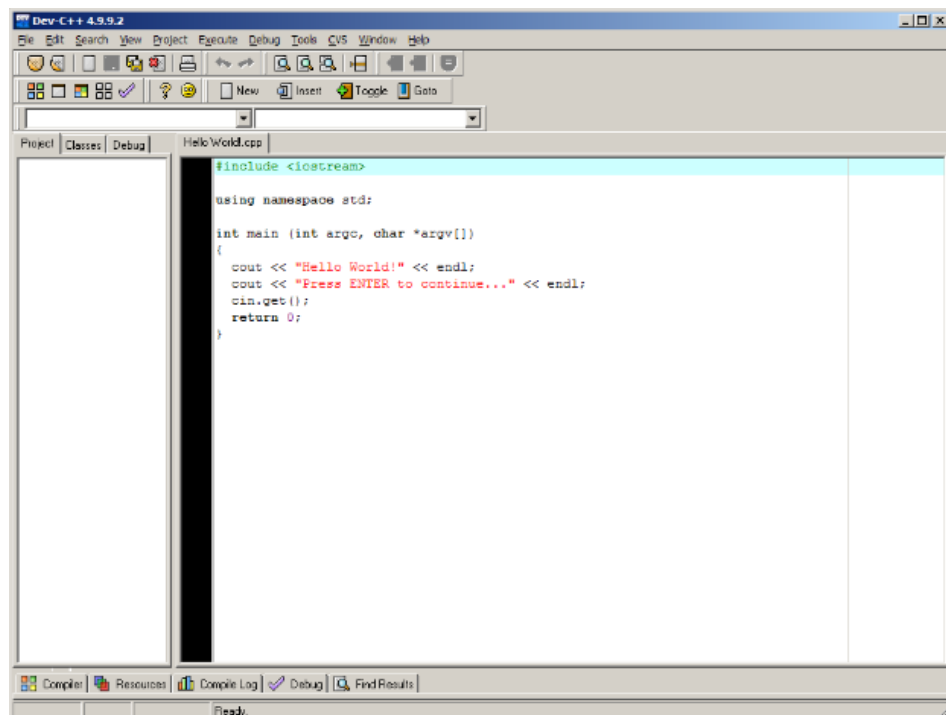 Dev-C++ 4.9.9.2
File Edit Search View Project Execute Debug Tools CVS Window Help
New Insert Toggle Goto
Project Classes Debug
Hello World!.cpp
#include <iostream>
using namespace std;
int main (int argc, char *argv[])
{
cout << "Hello World!" << endl;
cout << "Press ENTER to continue..." << endl;
cin.get();
return 0;
}
Compiler Resources Compile Log Debug Find Results
Ready.